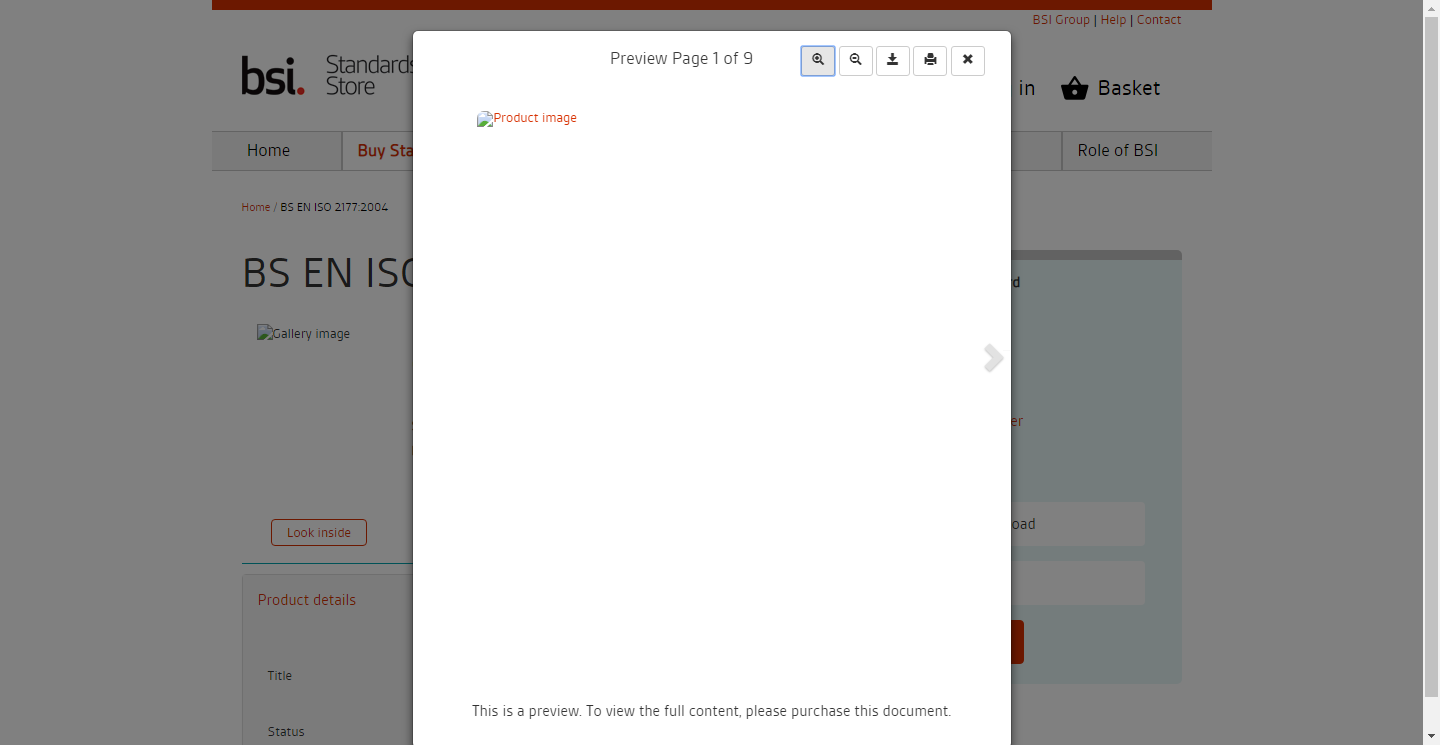 BSI Group | Help | Contact
bsi. Standards
Store
in
Basket
Preview Page 1 of 9
Home
Buy Sta
Role of BSI
Home / BS EN ISO 2177:2004
BS EN ISO
Product image
Gallery image
rd
er
Look inside
oad
Product details
Title
Status
This is a preview. To view the full content, please purchase this document.